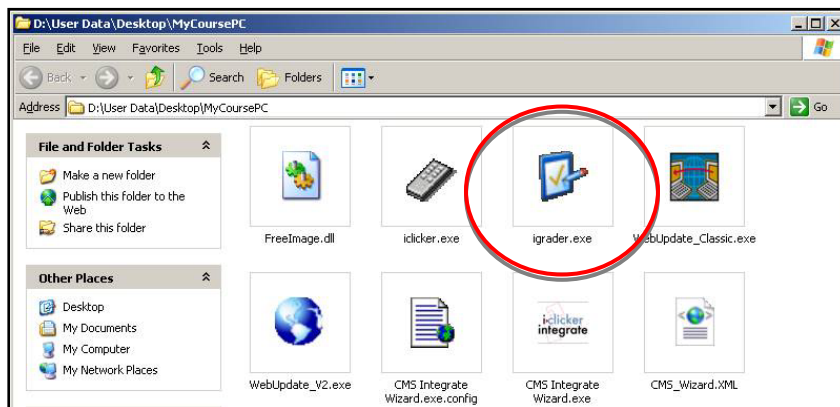 D:\User Data\Desktop\MyCoursePC
File Edit View Favorites Tools Help
Back Search Folders
Address D:\User Data\Desktop\MyCoursePC Go
File and Folder Tasks
Make a new folder
Publish this folder to the
Web
Share this folder
Other Places
Desktop
My Documents
My Computer
My Network Places
FreeImage.dll iclicker.exe igrader.exe WebUpdate_Classic.exe
i-clicker
integrate
WebUpdate_V2.exe CMS Integrate CMS Integrate CMS_Wizard.XML
Wizard.exe.config Wizard.exe